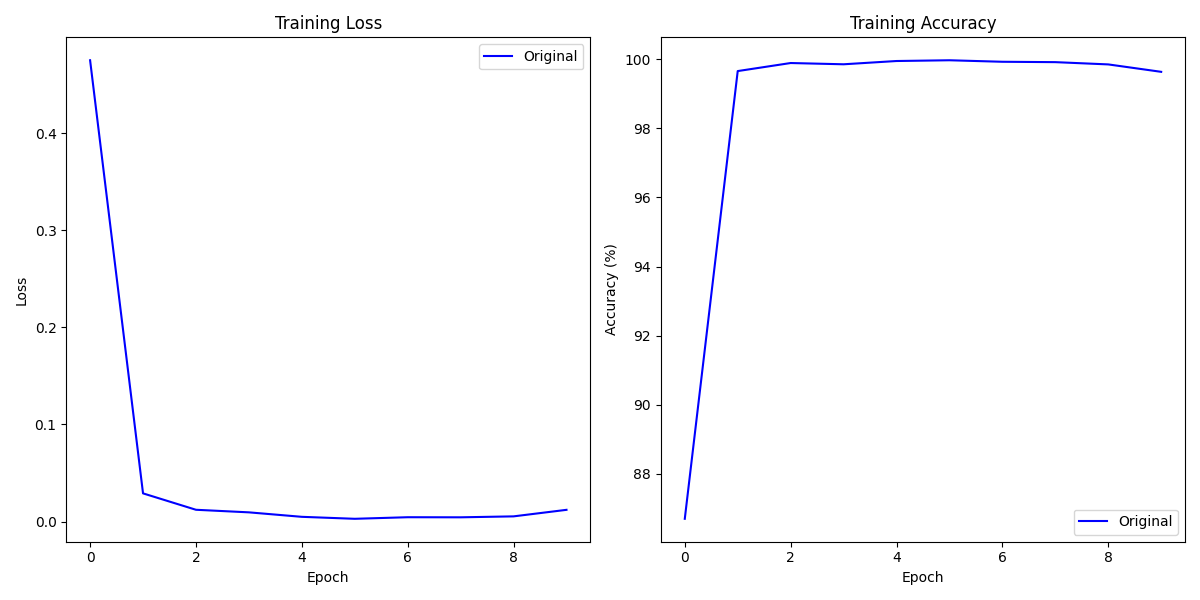 Training Loss
Original
0.4
0.3
0.2
0.1
0.0
Loss
0 2 4 6 8
Epoch
Training Accuracy
100
98
96
94
92
90
88
Accuracy (%)
Original
0 2 4 6 8
Epoch